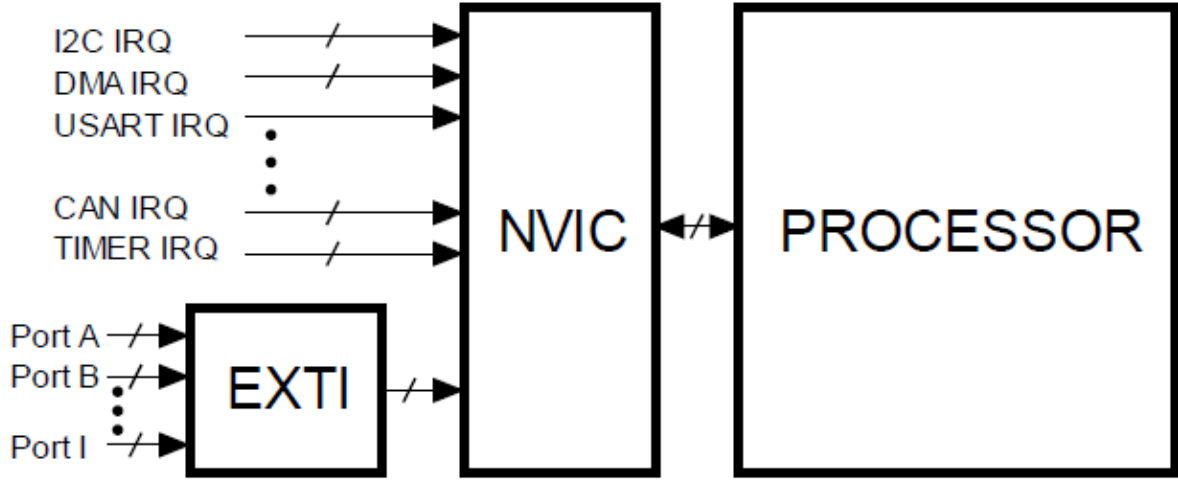 I2C IRQ
DMA IRQ
USART IRQ
CAN IRQ
TIMER IRQ
NVIC
PROCESSOR
Port A
Port B
Port I
EXTI